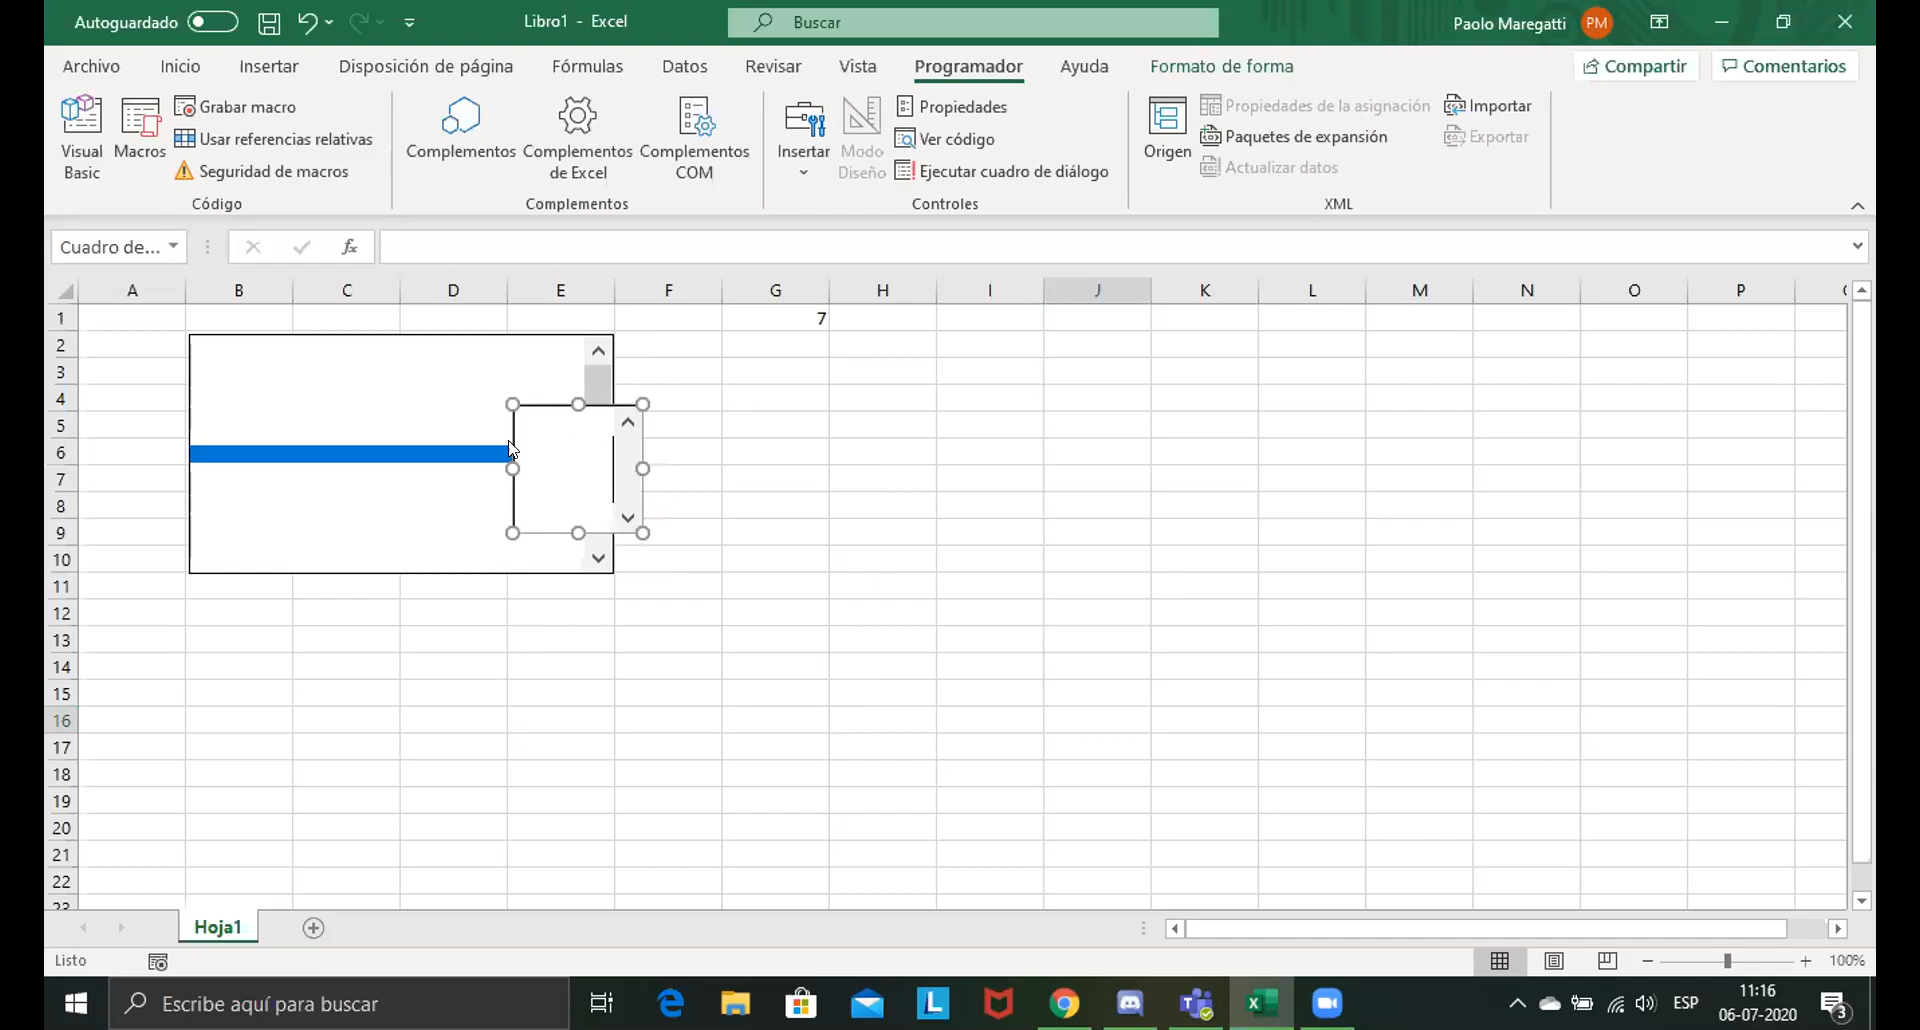 Autoguardado
Libro1 - Excel
Buscar
Paolo Maregatti
PM
Archivo
Inicio
Insertar
Disposición de página
Fórmulas
Datos
Revisar
Vista
Programador
Ayuda
Formato de forma
Compartir
Comentarios
Visual Basic
Macros
Grabar macro
Usar referencias relativas
Seguridad de macros
Código
Complementos
Complementos de Excel
Complementos COM
Complementos
Insertar
Modo Diseño
Propiedades
Ver código
Ejecutar cuadro de diálogo
Controles
Origen
Propiedades de la asignación
Paquetes de expansión
Actualizar datos
Importar
Exportar
XML
Cuadro de...
fx
A B C D E F G H I J K L M N O P
1 7
2
3
4
5
6
7
8
9
10
11
12
13
14
15
16
17
18
19
20
21
22
23
Hoja1
Listo
100%
Escribe aquí para buscar
ESP
11:16
06-07-2020
3